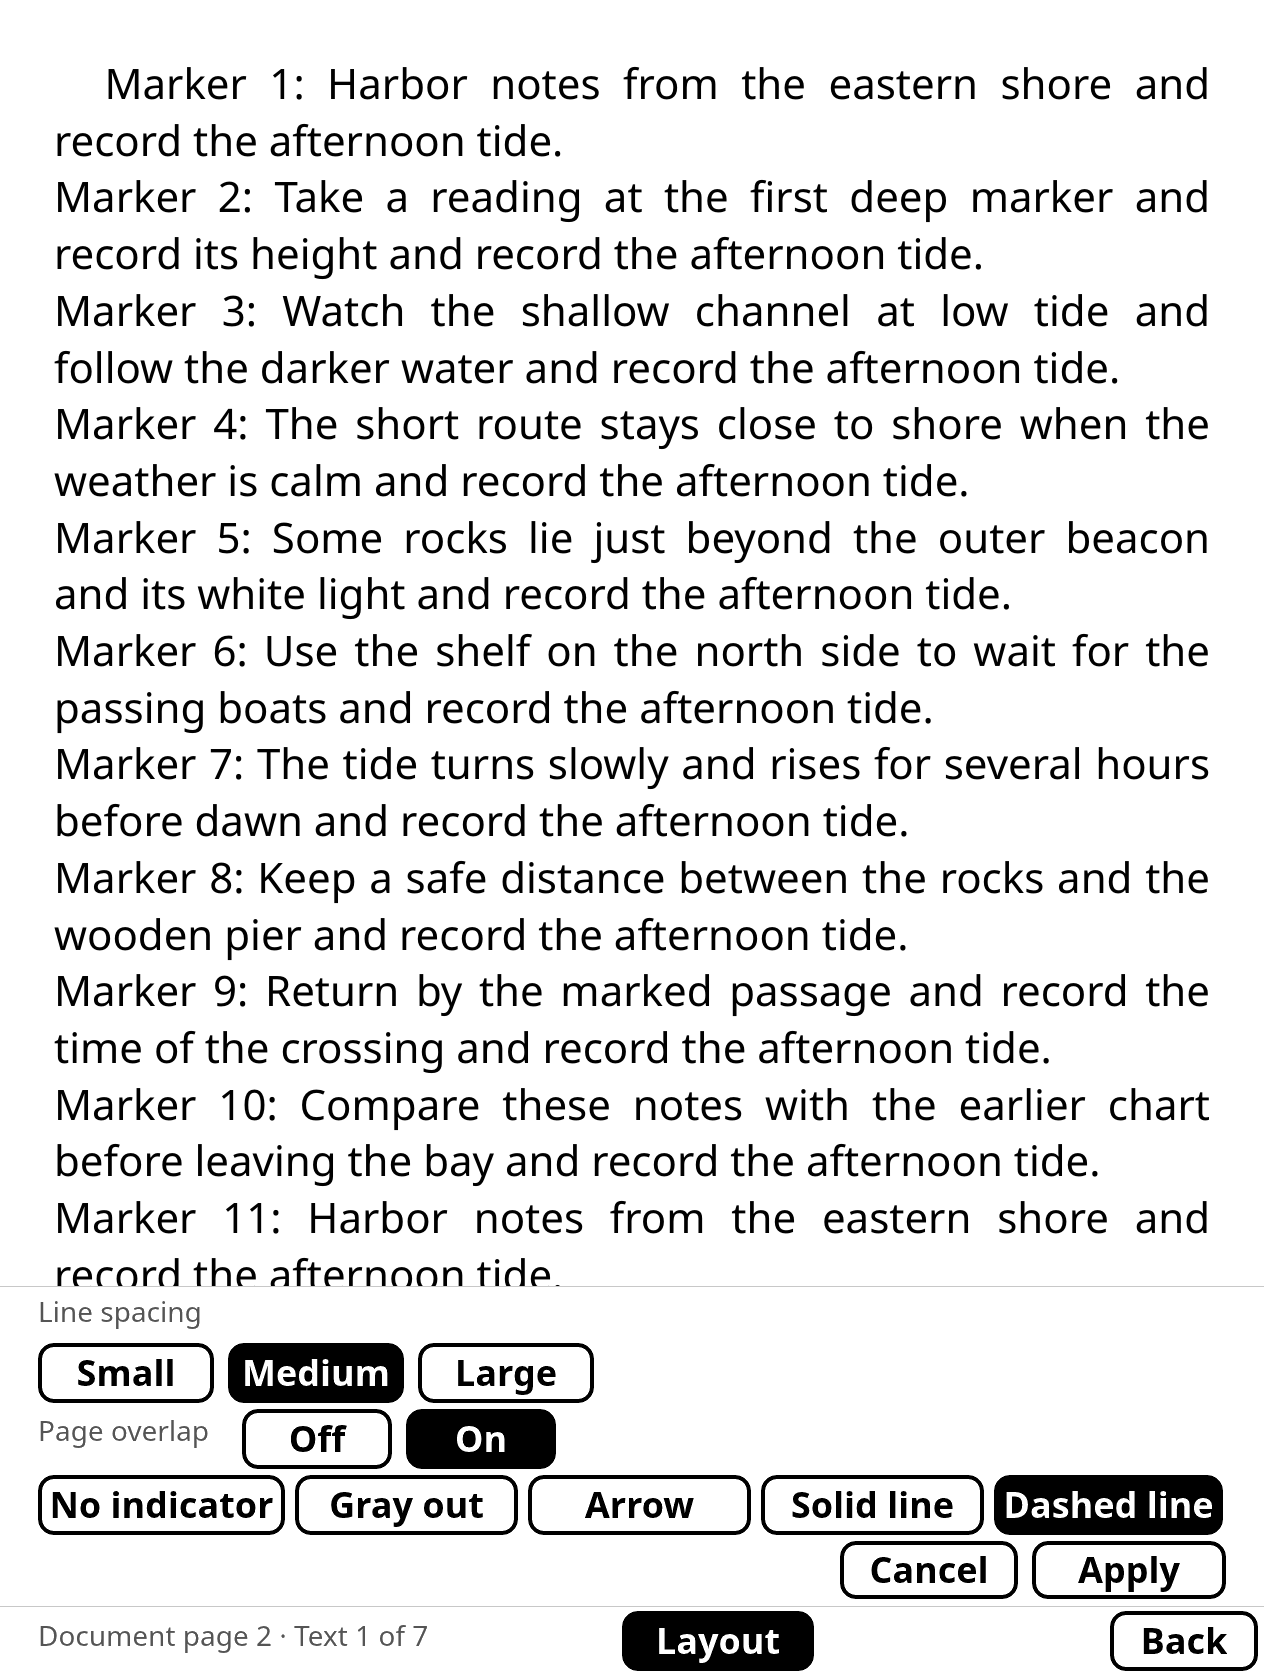 Marker 1: Harbor notes from the eastern shore and
record the afternoon tide.
Marker 2: Take a reading at the first deep marker and
record its height and record the afternoon tide.
Marker 3: Watch the shallow channel at low tide and
follow the darker water and record the afternoon tide.
Marker 4: The short route stays close to shore when the
weather is calm and record the afternoon tide.
Marker 5: Some rocks lie just beyond the outer beacon
and its white light and record the afternoon tide.
Marker 6: Use the shelf on the north side to wait for the
passing boats and record the afternoon tide.
Marker 7: The tide turns slowly and rises for several hours
before dawn and record the afternoon tide.
Marker 8: Keep a safe distance between the rocks and the
wooden pier and record the afternoon tide.
Marker 9: Return by the marked passage and record the
time of the crossing and record the afternoon tide.
Marker 10: Compare these notes with the earlier chart
before leaving the bay and record the afternoon tide.
Marker 11: Harbor notes from the eastern shore and
record the afternoon tide.
Line spacing
Small Medium Large
Page overlap Off On
No indicator Gray out Arrow Solid line Dashed line
Cancel Apply
Document page 2 · Text 1 of 7 Layout Back